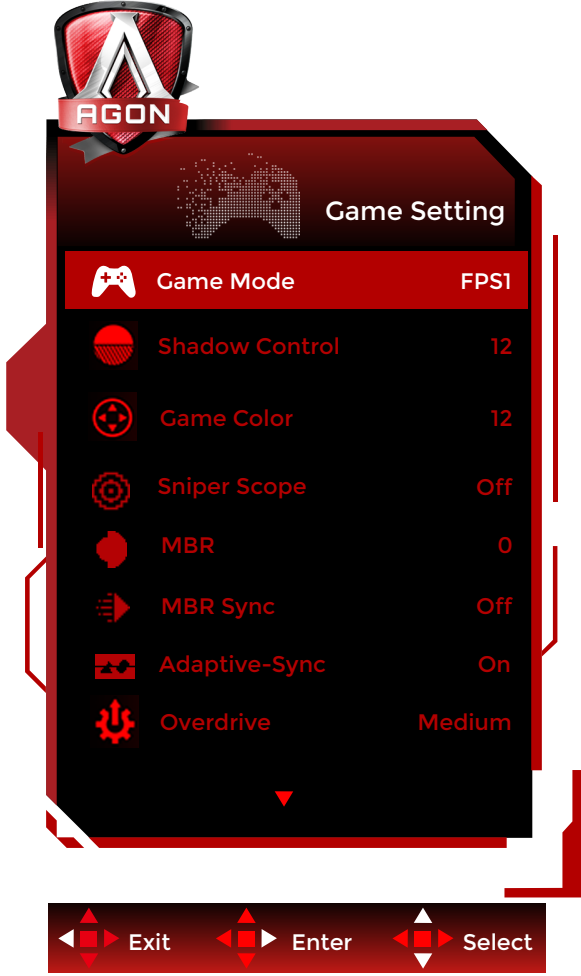 AGON
Game Setting
Game Mode FPS1
Shadow Control 12
Game Color 12
Sniper Scope Off
MBR 0
MBR Sync Off
Adaptive-Sync On
Overdrive Medium
Exit Enter Select